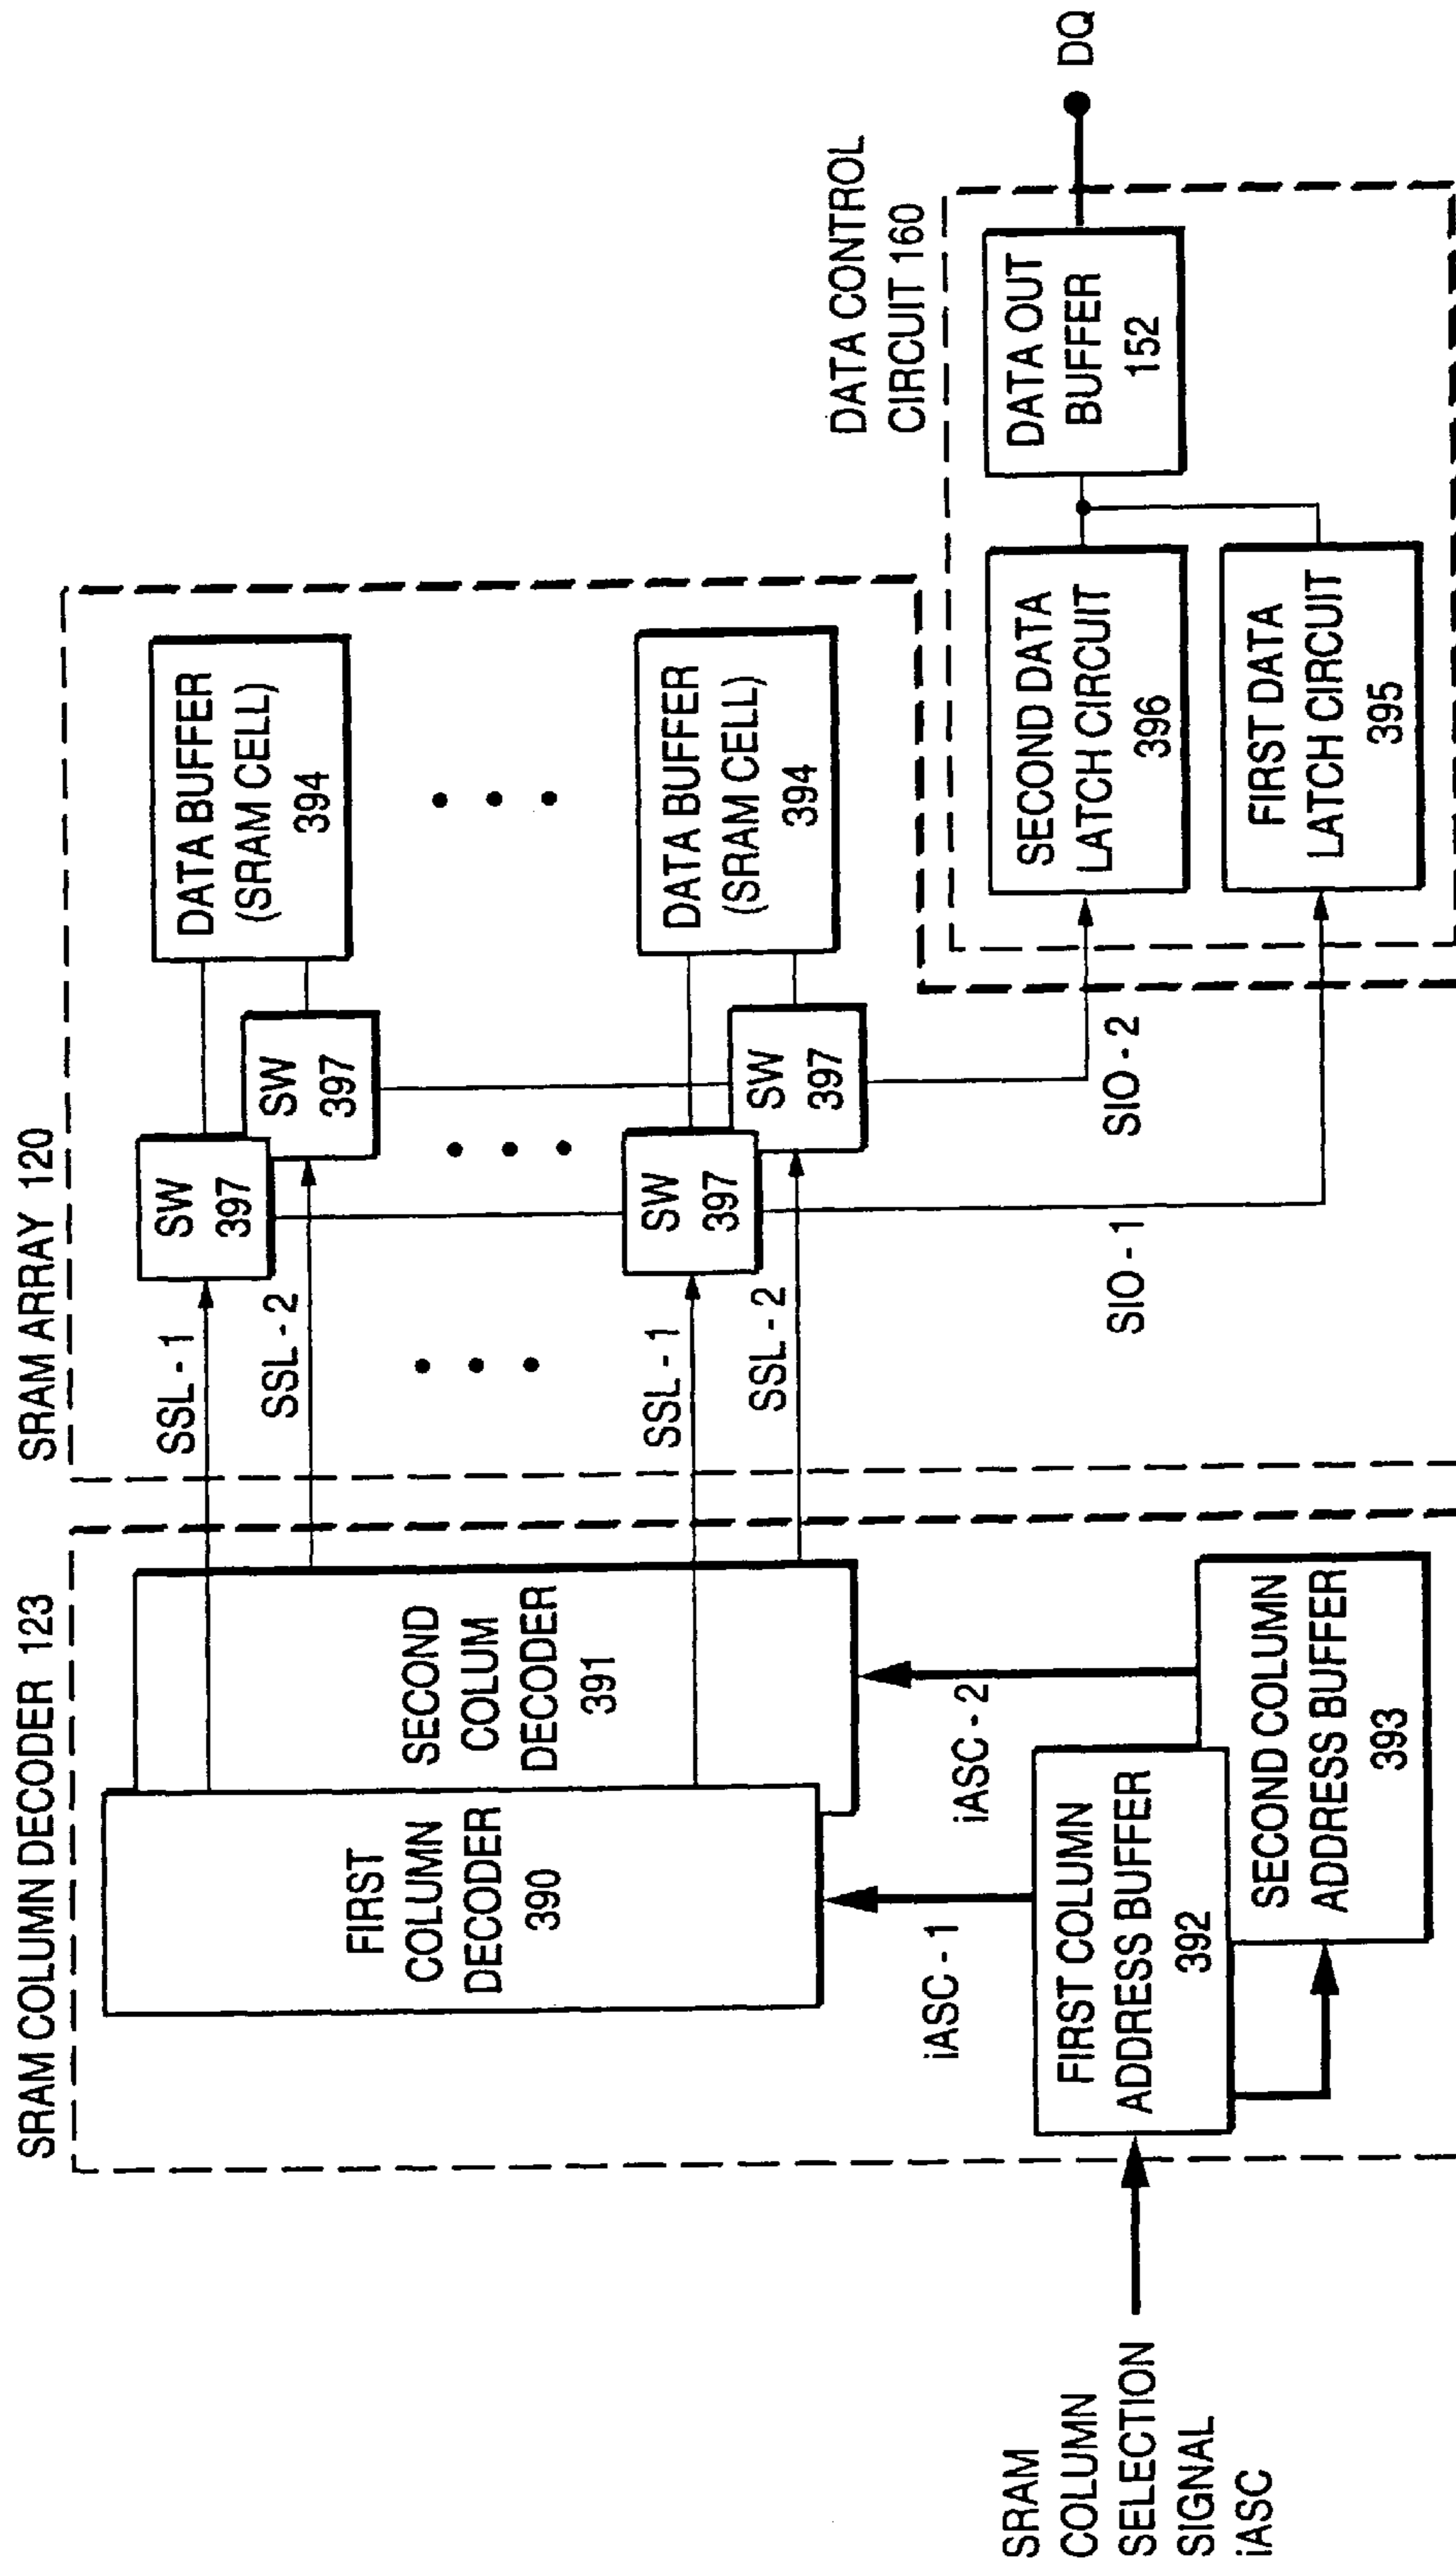 SRAM COLUMN DECODER 123
SRAM ARRAY 120
FIRST
COLUMN
DECODER
390
SECOND
COLUM
DECODER
391
SSL - 1
SSL - 2
SW
397
SW
397
DATA BUFFER
(SRAM CELL)
394
SSL - 1
SSL - 2
SW
397
SW
397
DATA BUFFER
(SRAM CELL)
394
iASC - 1
iASC - 2
SRAM
COLUMN
SELECTION
SIGNAL
iASC
FIRST COLUMN
ADDRESS BUFFER
392
SECOND COLUMN
ADDRESS BUFFER
393
SIO - 1
SIO - 2
DATA CONTROL
CIRCUIT 160
SECOND DATA
LATCH CIRCUIT
396
FIRST DATA
LATCH CIRCUIT
395
DATA OUT
BUFFER
152
DQ